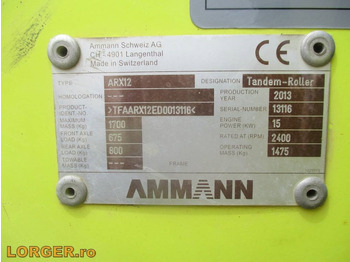 Ammann Schweiz AG
CH - 4901 Langenthal
Made in Switzerland
CE
TYPE ARX12 DESIGNATION Tandem-Roller
HOMOLOGATION PRODUCTION YEAR 2013
PRODUCT-IDENT-NO >TFAARX12ED0013116< SERIAL-NUMBER 13116
MAXIMUM MASS (Kg) 1700 ENGINE POWER (KW) 15
FRONT AXLE LOAD (Kg) 675 RATED AT (RPM) 2400
REAR AXLE LOAD (Kg) 800 OPERATING MASS (Kg) 1475
TOWABLE MASS (Kg) --
AMMANN
LORGER.ro